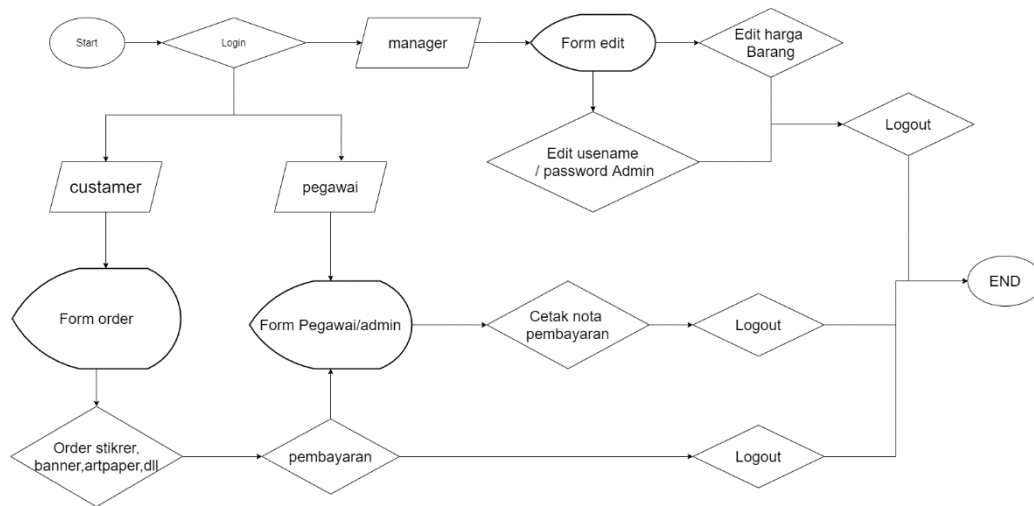 Start
Login
manager
Form edit
Edit harga
Barang
Logout
Edit usename
/ password Admin
custamer
pegawai
END
Form order
Form Pegawai/admin
Cetak nota
pembayaran
Logout
Order stikrer,
banner,artpaper,dll
pembayaran
Logout